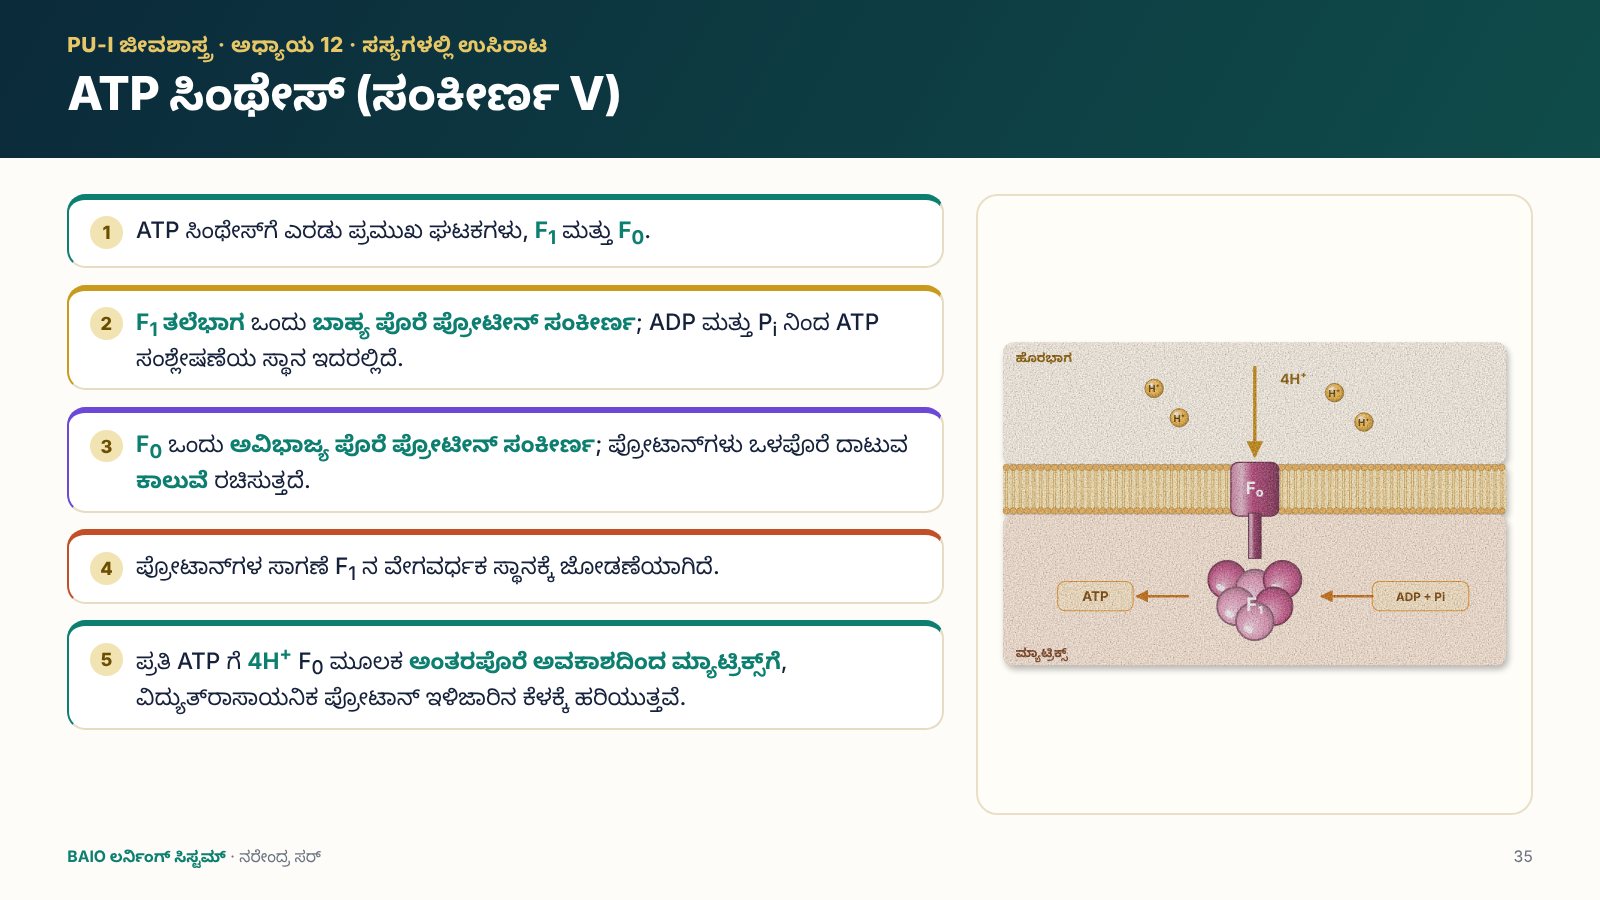 PU-I ಜೀವಶಾಸ್ತ್ರ · ಅಧ್ಯಾಯ 12 · ಸಸ್ಯಗಳಲ್ಲಿ ಉಸಿರಾಟ
ATP ಸಿಂಥೇಸ್ (ಸಂಕೀರ್ಣ V)
1 ATP ಸಿಂಥೇಸ್‌ಗೆ ಎರಡು ಪ್ರಮುಖ ಘಟಕಗಳು, F₁ ಮತ್ತು F₀.
2 F₁ ತಲೆಭಾಗ ಒಂದು ಬಾಹ್ಯ ಪೊರೆ ಪ್ರೋಟೀನ್ ಸಂಕೀರ್ಣ; ADP ಮತ್ತು Pᵢ ನಿಂದ ATP
ಸಂಶ್ಲೇಷಣೆಯ ಸ್ಥಾನ ಇದರಲ್ಲಿದೆ.
3 F₀ ಒಂದು ಅವಿಭಾಜ್ಯ ಪೊರೆ ಪ್ರೋಟೀನ್ ಸಂಕೀರ್ಣ; ಪ್ರೋಟಾನ್‌ಗಳು ಒಳಪೊರೆ ದಾಟುವ
ಕಾಲುವೆ ರಚಿಸುತ್ತದೆ.
4 ಪ್ರೋಟಾನ್‌ಗಳ ಸಾಗಣೆ F₁ ನ ವೇಗವರ್ಧಕ ಸ್ಥಾನಕ್ಕೆ ಜೋಡಣೆಯಾಗಿದೆ.
5 ಪ್ರತಿ ATP ಗೆ 4H⁺ F₀ ಮೂಲಕ ಅಂತರಪೊರೆ ಅವಕಾಶದಿಂದ ಮ್ಯಾಟ್ರಿಕ್ಸ್‌ಗೆ,
ವಿದ್ಯುತ್‌ರಾಸಾಯನಿಕ ಪ್ರೋಟಾನ್ ಇಳಿಜಾರಿನ ಕೆಳಕ್ಕೆ ಹರಿಯುತ್ತವೆ.
ಹೊರಭಾಗ
4H⁺
H⁺ H⁺
H⁺ H⁺
F₀
ATP F₁ ADP + Pi
ಮ್ಯಾಟ್ರಿಕ್ಸ್
BAIO ಲರ್ನಿಂಗ್ ಸಿಸ್ಟಮ್ · ನರೇಂದ್ರ ಸರ್
35